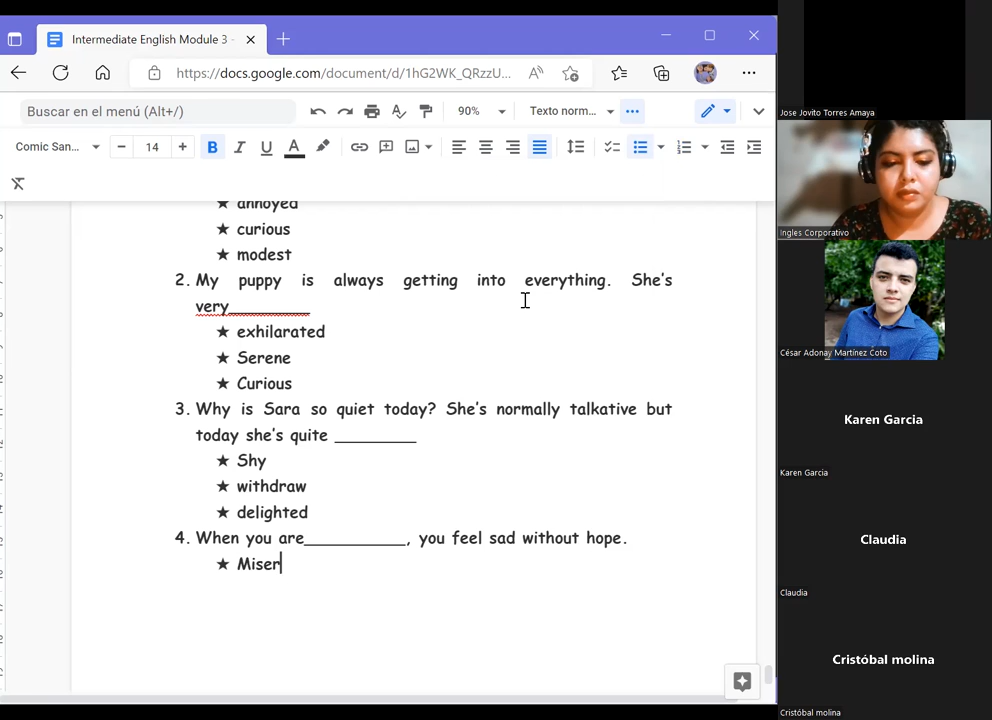 Intermediate English Module 3 -
https://docs.google.com/document/d/1hG2WK_QRzzU...
Buscar en el menú (Alt+/)
90%
Texto norm...
Comic San...
14
annoyed
★ curious
★ modest
2. My puppy is always getting into everything. She's
very_________
★ exhilarated
★ Serene
★ Curious
3. Why is Sara so quiet today? She's normally talkative but
today she's quite ________
★ Shy
★ withdraw
★ delighted
4. When you are__________, you feel sad without hope.
★ Miser
Jose Jovito Torres Amaya
Ingles Corporativo
César Adonay Martínez Coto
Karen Garcia
Karen Garcia
Claudia
Claudia
Cristóbal molina
Cristóbal molina